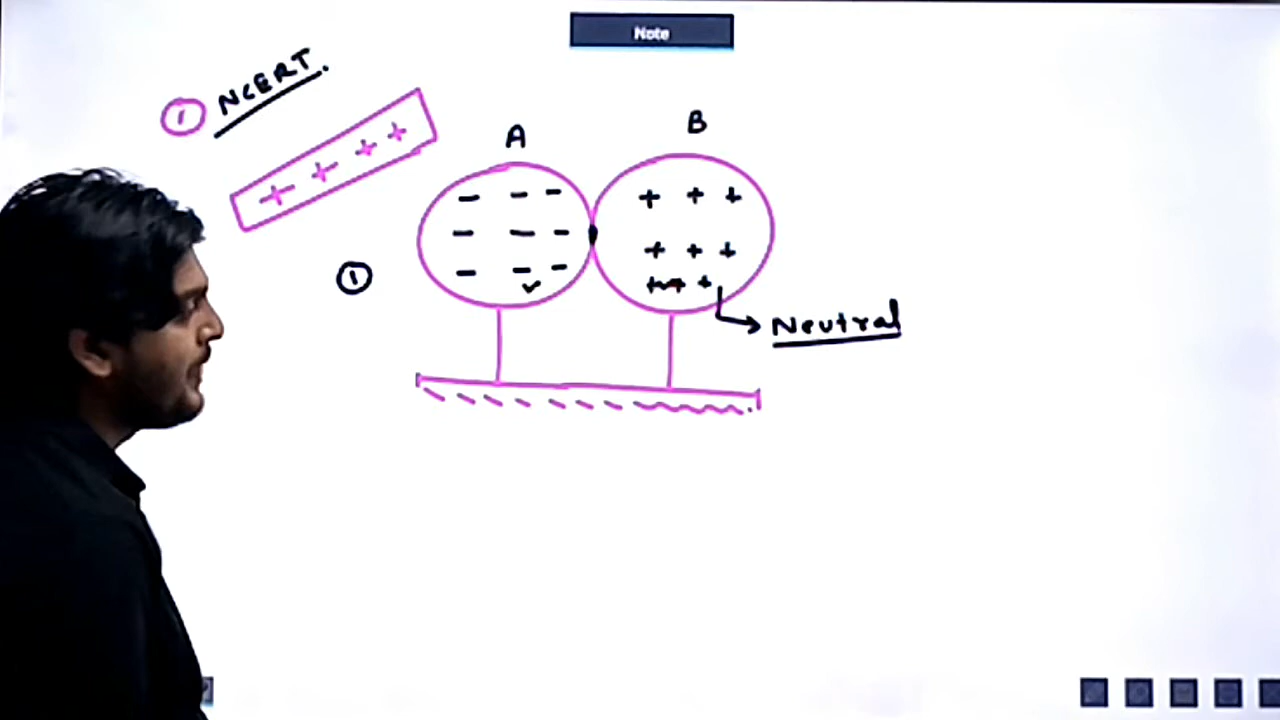 Note
① NCERT.
+ + + +
A B
- - - + + +
- - - + + +
①
- - - + + + +
Neutral